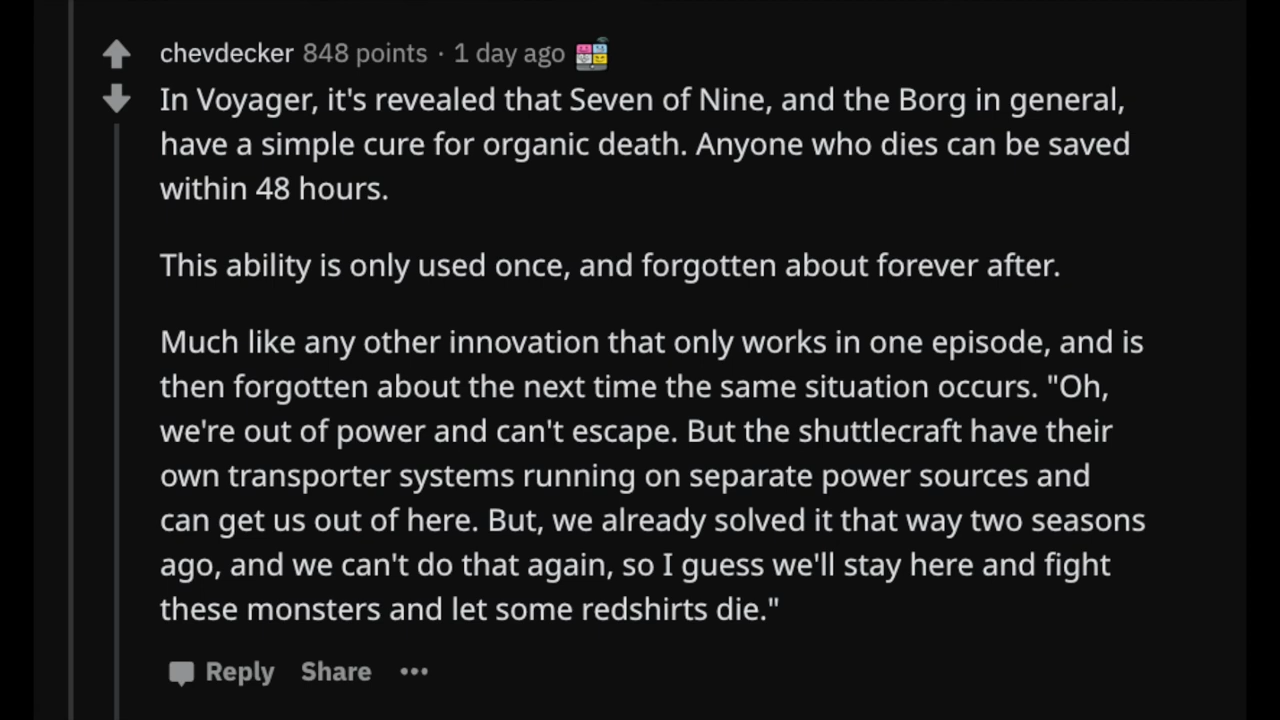 chevdecker 848 points · 1 day ago
In Voyager, it's revealed that Seven of Nine, and the Borg in general,
have a simple cure for organic death. Anyone who dies can be saved
within 48 hours.
This ability is only used once, and forgotten about forever after.
Much like any other innovation that only works in one episode, and is
then forgotten about the next time the same situation occurs. "Oh,
we're out of power and can't escape. But the shuttlecraft have their
own transporter systems running on separate power sources and
can get us out of here. But, we already solved it that way two seasons
ago, and we can't do that again, so I guess we'll stay here and fight
these monsters and let some redshirts die."
Reply Share •••